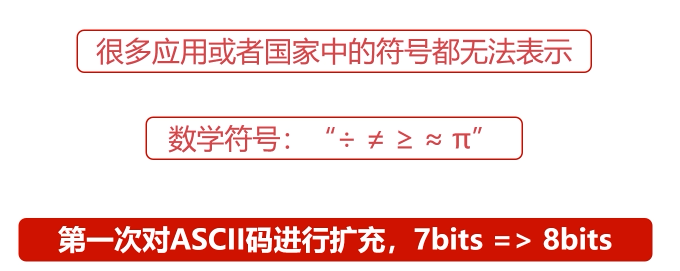 很多应用或者国家中的符号都无法表示
数学符号：“÷ ≠ ≥ ≈ π”
第一次对ASCII码进行扩充，7bits => 8bits